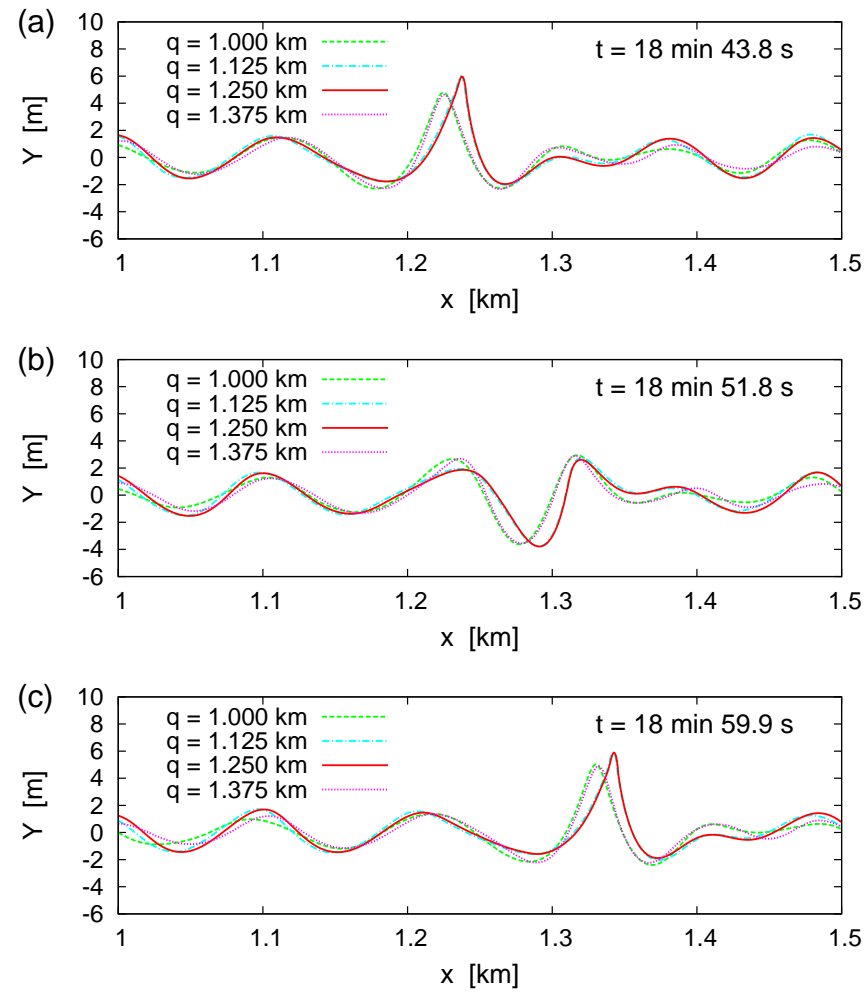 (a)
Y [m]
10
8
6
4
2
0
-2
-4
-6
q = 1.000 km
q = 1.125 km
q = 1.250 km
q = 1.375 km
t = 18 min 43.8 s
1 1.1 1.2 1.3 1.4 1.5
x [km]
(b)
Y [m]
10
8
6
4
2
0
-2
-4
-6
q = 1.000 km
q = 1.125 km
q = 1.250 km
q = 1.375 km
t = 18 min 51.8 s
1 1.1 1.2 1.3 1.4 1.5
x [km]
(c)
Y [m]
10
8
6
4
2
0
-2
-4
-6
q = 1.000 km
q = 1.125 km
q = 1.250 km
q = 1.375 km
t = 18 min 59.9 s
1 1.1 1.2 1.3 1.4 1.5
x [km]